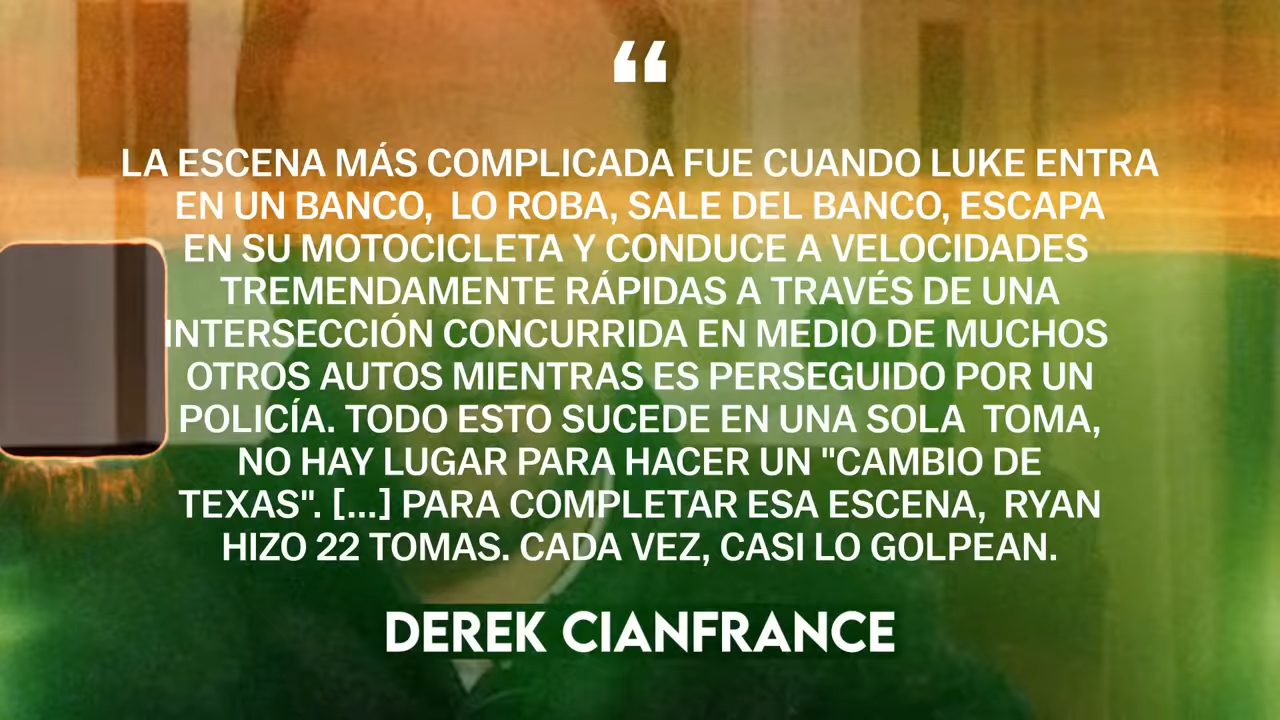 “
LA ESCENA MÁS COMPLICADA FUE CUANDO LUKE ENTRA
EN UN BANCO,  LO ROBA, SALE DEL BANCO, ESCAPA
EN SU MOTOCICLETA Y CONDUCE A VELOCIDADES
TREMENDAMENTE RÁPIDAS A TRAVÉS DE UNA
INTERSECCIÓN CONCURRIDA EN MEDIO DE MUCHOS
OTROS AUTOS MIENTRAS ES PERSEGUIDO POR UN
POLICÍA. TODO ESTO SUCEDE EN UNA SOLA  TOMA,
NO HAY LUGAR PARA HACER UN "CAMBIO DE
TEXAS". [...] PARA COMPLETAR ESA ESCENA,  RYAN
HIZO 22 TOMAS. CADA VEZ, CASI LO GOLPEAN.
DEREK CIANFRANCE